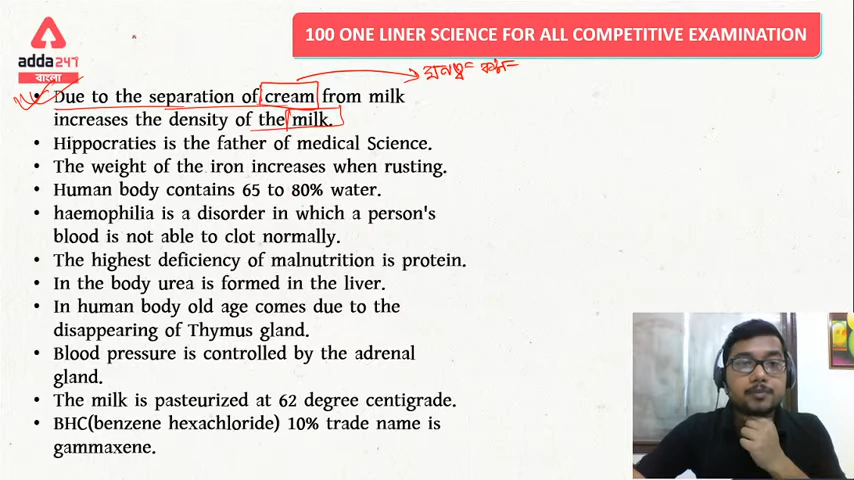 100 ONE LINER SCIENCE FOR ALL COMPETITIVE EXAMINATION
adda247
বাংলা
• Due to the separation of cream from milk
increases the density of the milk.
• Hippocraties is the father of medical Science.
• The weight of the iron increases when rusting.
• Human body contains 65 to 80% water.
• haemophilia is a disorder in which a person's
blood is not able to clot normally.
• The highest deficiency of malnutrition is protein.
• In the body urea is formed in the liver.
• In human body old age comes due to the
disappearing of Thymus gland.
• Blood pressure is controlled by the adrenal
gland.
• The milk is pasteurized at 62 degree centigrade.
• BHC(benzene hexachloride) 10% trade name is
gammaxene.